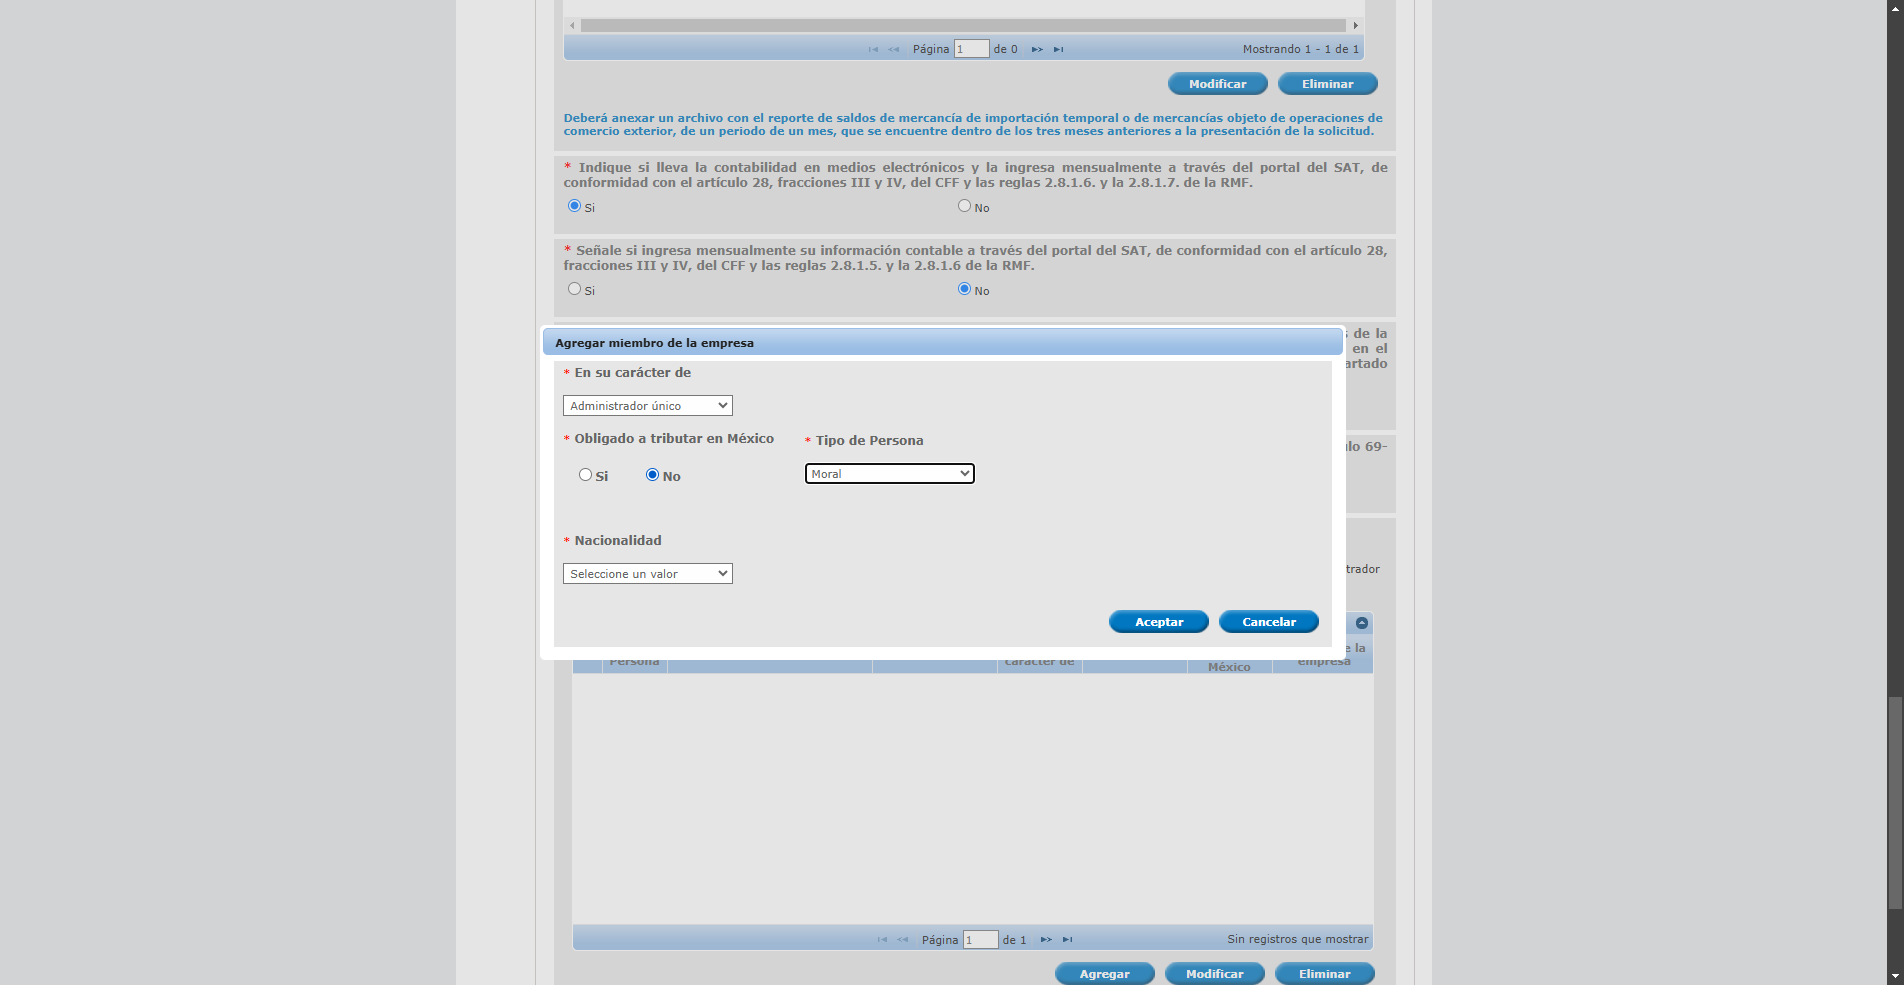 Página 1 de 0
Mostrando 1 - 1 de 1
Modificar
Eliminar
Deberá anexar un archivo con el reporte de saldos de mercancía de importación temporal o de mercancías objeto de operaciones de
comercio exterior, de un periodo de un mes, que se encuentre dentro de los tres meses anteriores a la presentación de la solicitud.
* Indique si lleva la contabilidad en medios electrónicos y la ingresa mensualmente a través del portal del SAT, de
conformidad con el artículo 28, fracciones III y IV, del CFF y las reglas 2.8.1.6. y la 2.8.1.7. de la RMF.
Si
No
* Señale si ingresa mensualmente su información contable a través del portal del SAT, de conformidad con el artículo 28,
fracciones III y IV, del CFF y las reglas 2.8.1.5. y la 2.8.1.6 de la RMF.
Si
No
de la
en el
Agregar miembro de la empresa
* En su carácter de
Administrador único
* Obligado a tributar en México
* Tipo de Persona
69-
Si
No
Moral
* Nacionalidad
Seleccione un valor
Aceptar
Cancelar
la
Persona
carácter de
México
empresa
Página 1 de 1
Sin registros que mostrar
Agregar
Modificar
Eliminar